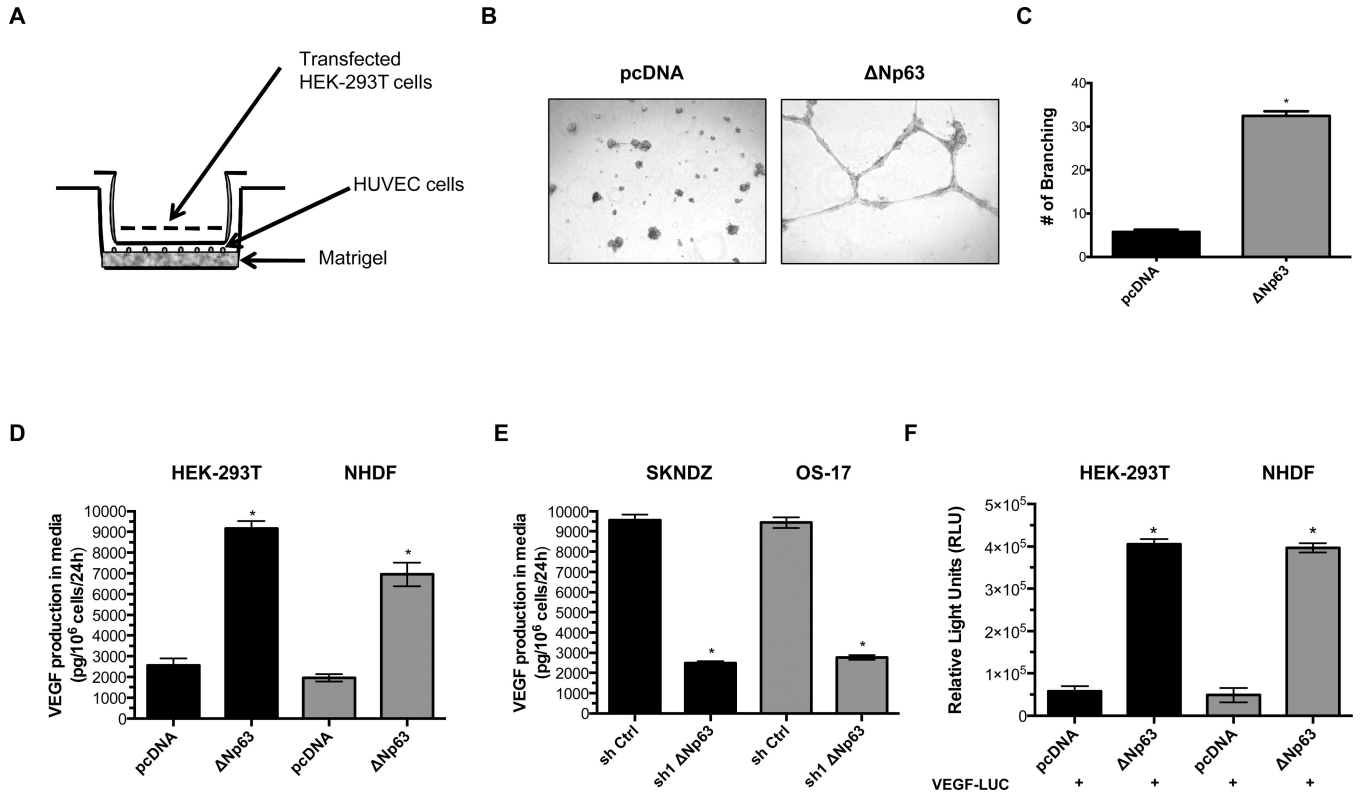 A
Transfected
HEK-293T cells
HUVEC cells
Matrigel
B
pcDNA
ΔNp63
C
# of Branching
40
30
20
10
0
*
pcDNA
ΔNp63
D
HEK-293T
NHDF
VEGF production in media
(pg/10⁶ cells/24h)
10000
9000
8000
7000
6000
5000
4000
3000
2000
1000
0
*
*
pcDNA
ΔNp63
pcDNA
ΔNp63
E
SKNDZ
OS-17
VEGF production in media
(pg/10⁶ cells/24h)
10000
9000
8000
7000
6000
5000
4000
3000
2000
1000
0
*
*
sh Ctrl
sh1 ΔNp63
sh Ctrl
sh1 ΔNp63
F
HEK-293T
NHDF
Relative Light Units (RLU)
5×10⁵
4×10⁵
3×10⁵
2×10⁵
1×10⁵
0
*
*
pcDNA
ΔNp63
pcDNA
ΔNp63
VEGF-LUC + + + +